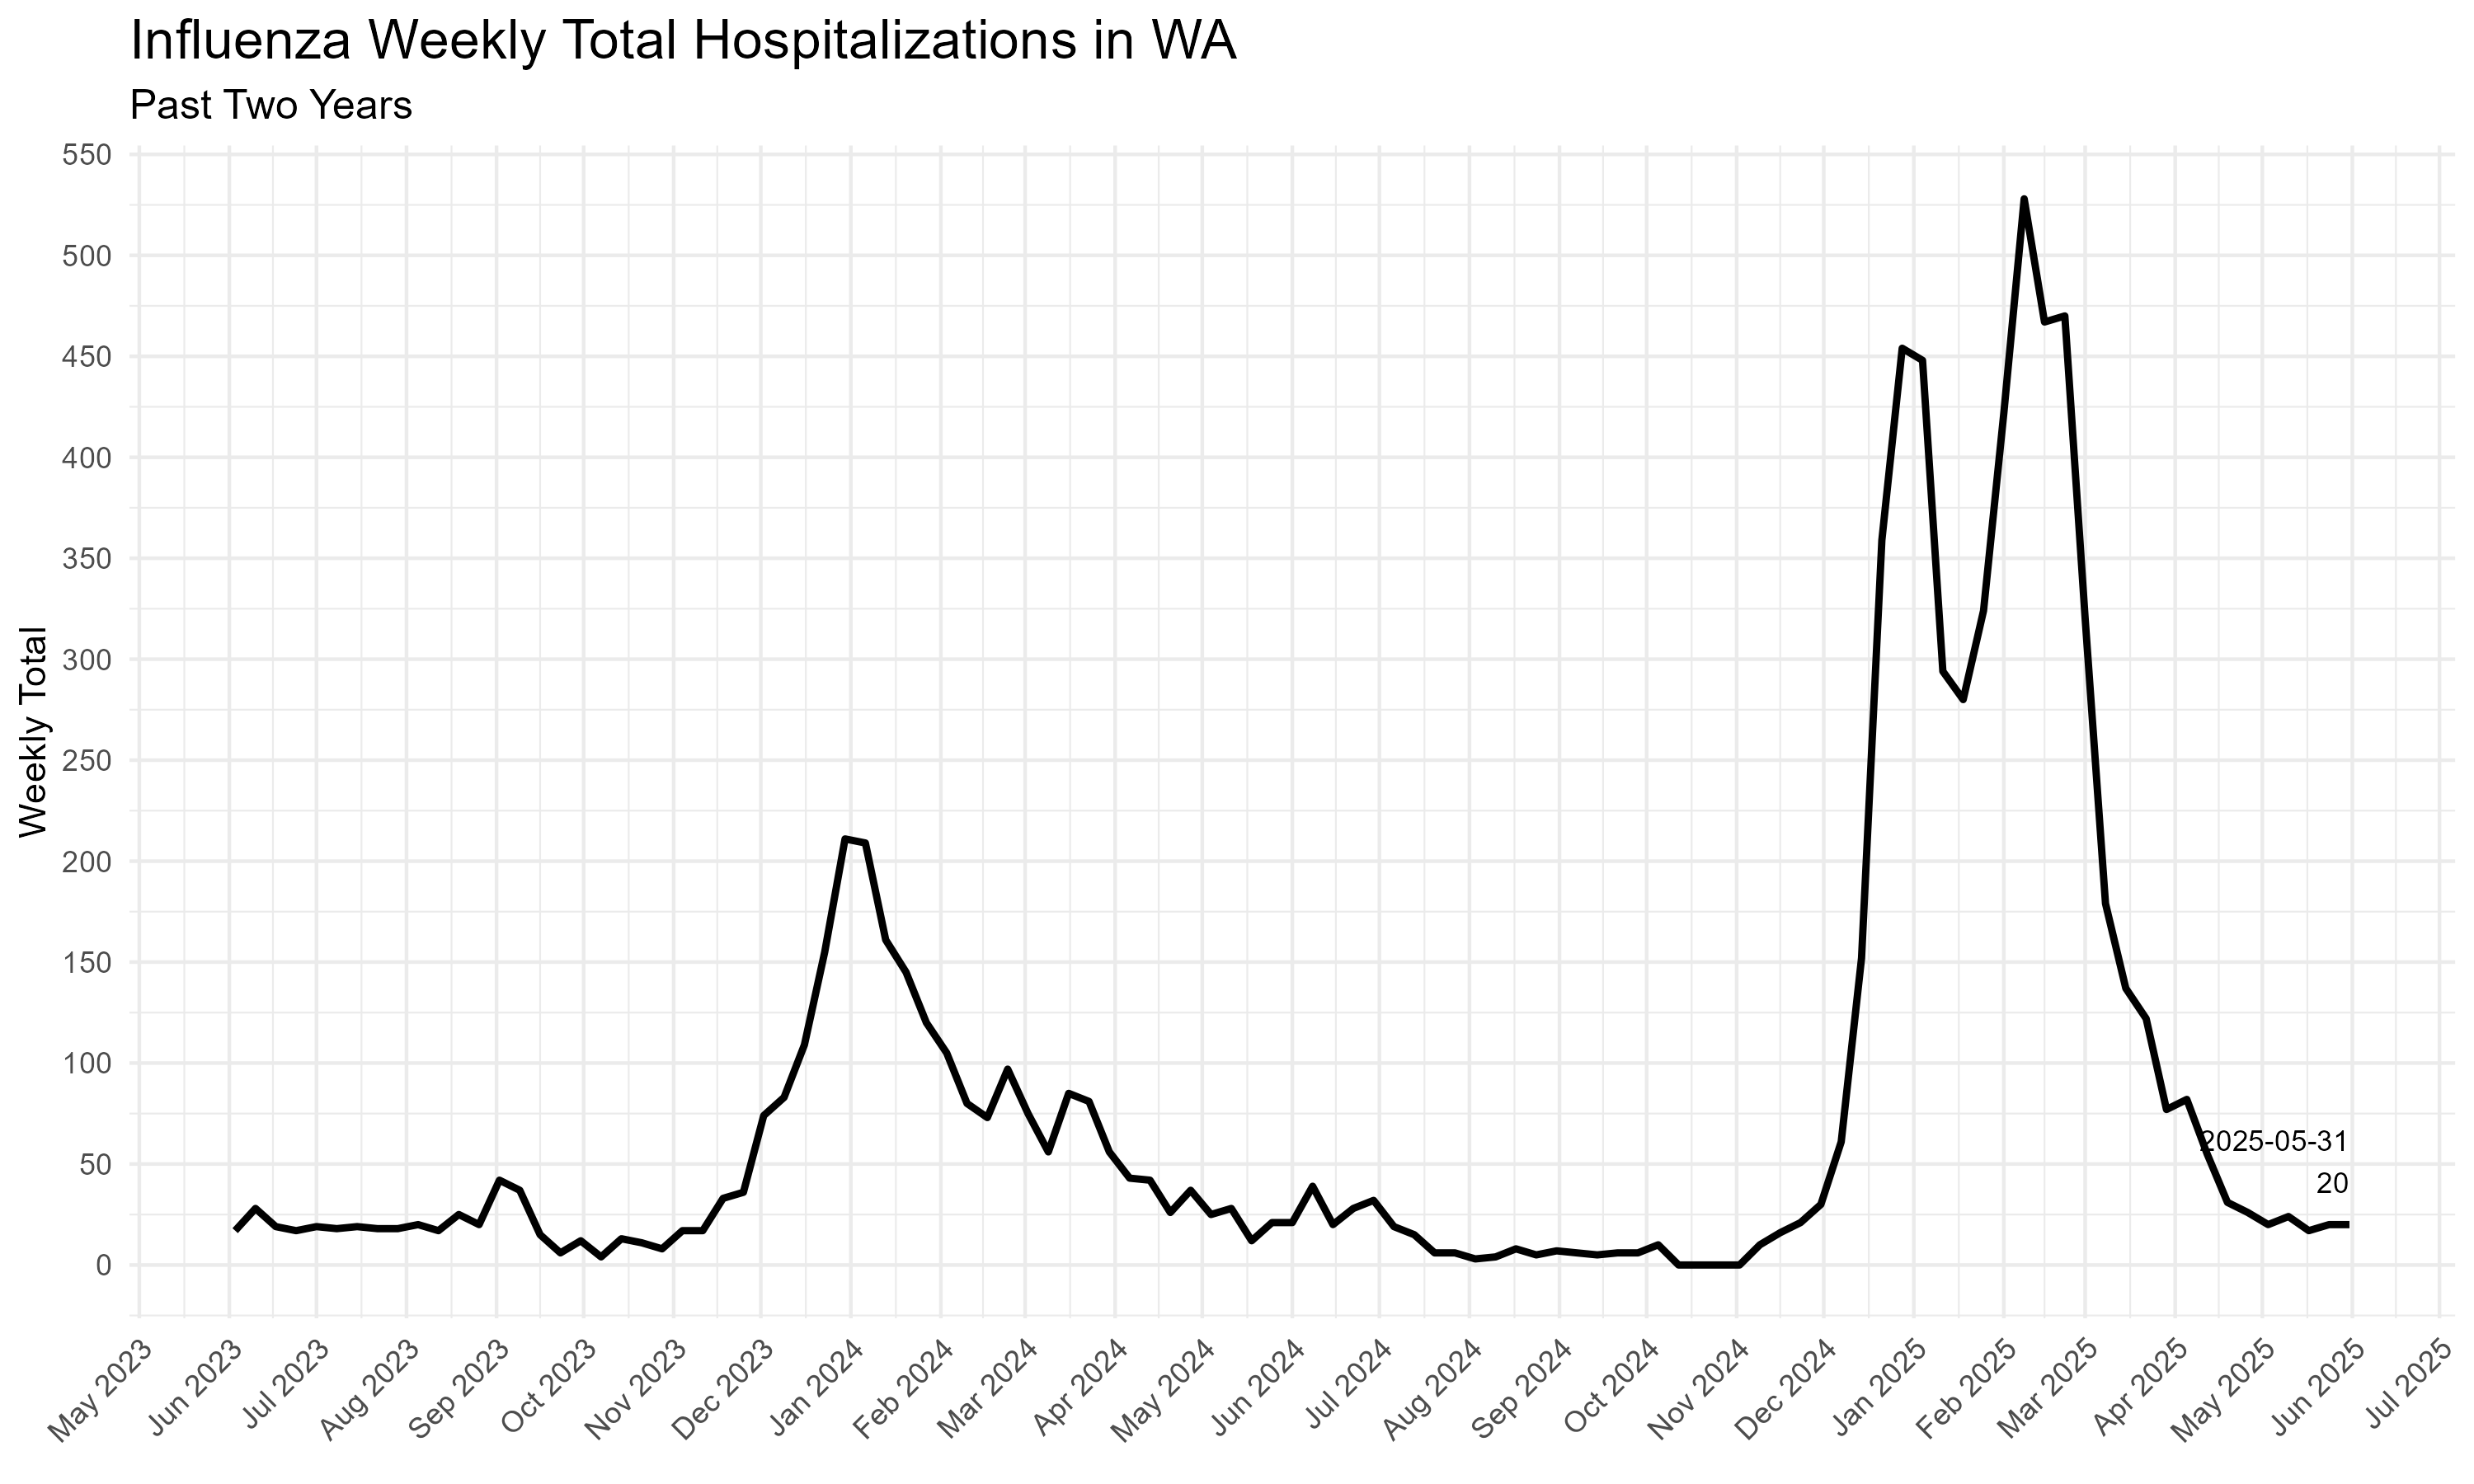 Influenza Weekly Total Hospitalizations in WA
Past Two Years
Weekly Total
550
500
450
400
350
300
250
200
150
100
50
0
2025-05-31
20
May 2023
Jun 2023
Jul 2023
Aug 2023
Sep 2023
Oct 2023
Nov 2023
Dec 2023
Jan 2024
Feb 2024
Mar 2024
Apr 2024
May 2024
Jun 2024
Jul 2024
Aug 2024
Sep 2024
Oct 2024
Nov 2024
Dec 2024
Jan 2025
Feb 2025
Mar 2025
Apr 2025
May 2025
Jun 2025
Jul 2025